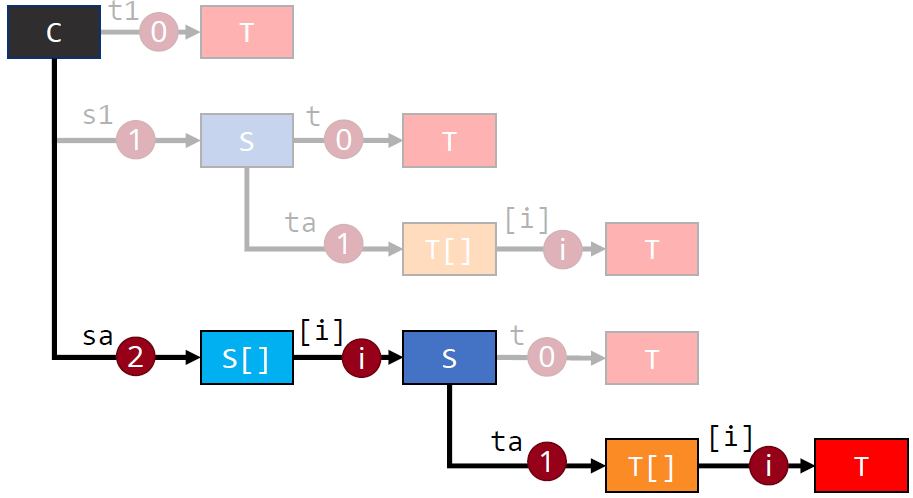 C t1 0 T
s1 1 S t 0 T
ta 1 T[] [i] i T
sa 2 S[] [i] i S t 0 T
ta 1 T[] [i] i T